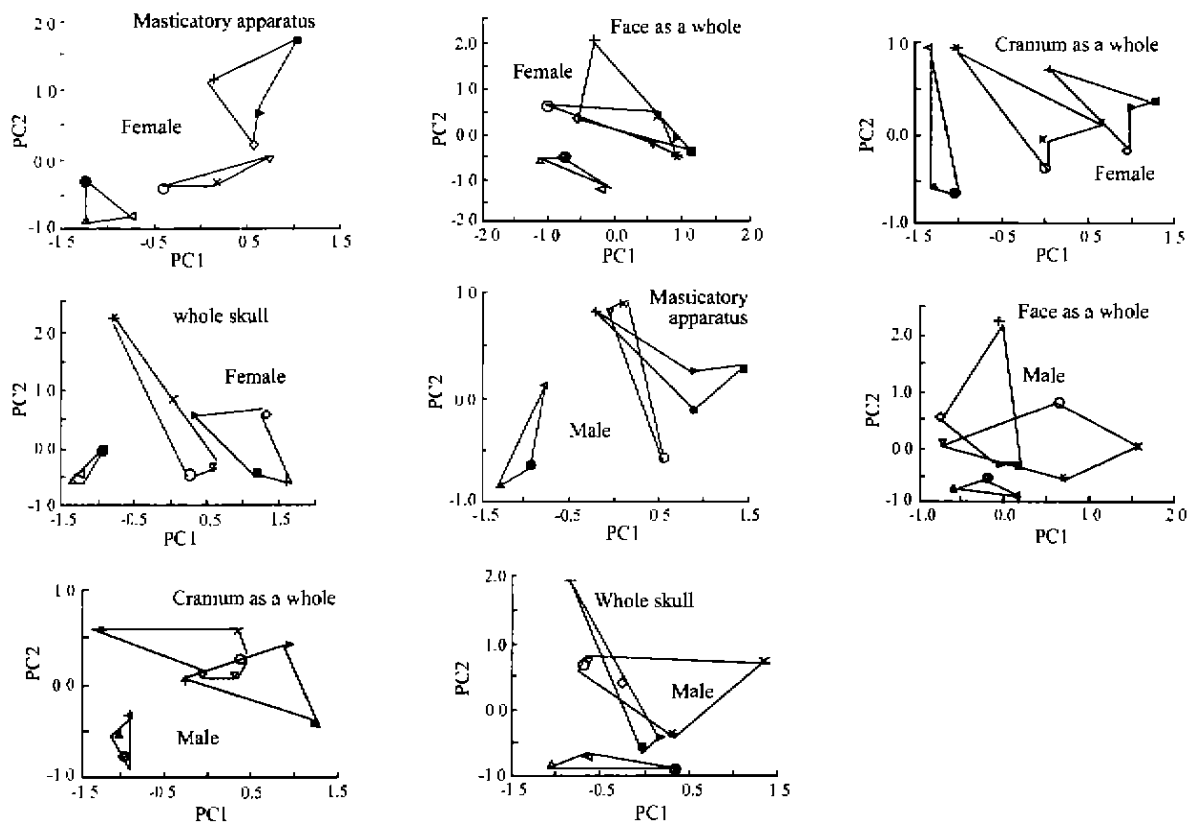 Masticatory apparatus
Female
PC2
2 0
1 0
0 0
-1 0
-1 5
-0 5
0 5
1 5
PC1
Face as a whole
Female
PC2
2.0
1.0
0.0
-1.0
-2 0
-2 0
-1.0
0.0
1.0
2 0
PC1
Cranium as a whole
Female
PC2
1 0
0.0
-1.0
-1.5
-0.5
0.5
1.5
PC1
whole skull
Female
PC2
2 0
1 0
0 0
-1 0
-1.5
-0.5
0.5
1.5
PC1
Masticatory
apparatus
Male
PC2
1 0
0.0
-1.0
-1.5
-0.5
0.5
1.5
PC1
Face as a whole
Male
PC2
2.0
1.0
0.0
-1 0
-1.0
0.0
1 0
2 0
PC1
Cranium as a whole
Male
PC2
1 0
0 0
-1 0
-1.5
-0.5
0.5
1.5
PC1
Whole skull
Male
PC2
2.0
1.0
0 0
-1 0
-1 5
-0.5
0.5
1.5
PC1